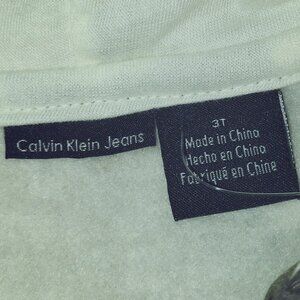 Calvin Klein Jeans
3T
Made in China
Hecho en China
Fabriqué en Chine